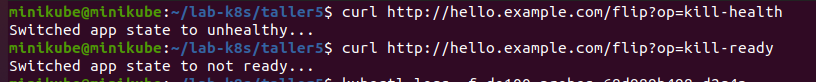 minikube@minikube:~/lab-k8s/taller5$ curl http://hello.example.com/flip?op=kill-health
Switched app state to unhealthy...
minikube@minikube:~/lab-k8s/taller5$ curl http://hello.example.com/flip?op=kill-ready
Switched app state to not ready...